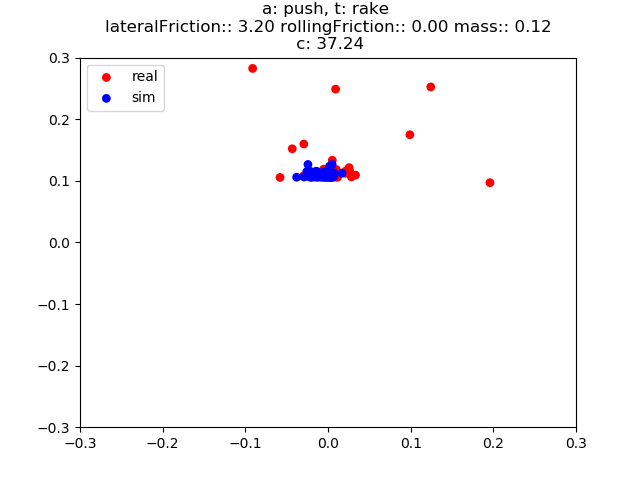 a: push, t: rake
lateralFriction:: 3.20 rollingFriction:: 0.00 mass:: 0.12
c: 37.24
real
sim
0.3
0.2
0.1
0.0
−0.1
−0.2
−0.3
−0.3
−0.2
−0.1
0.0
0.1
0.2
0.3